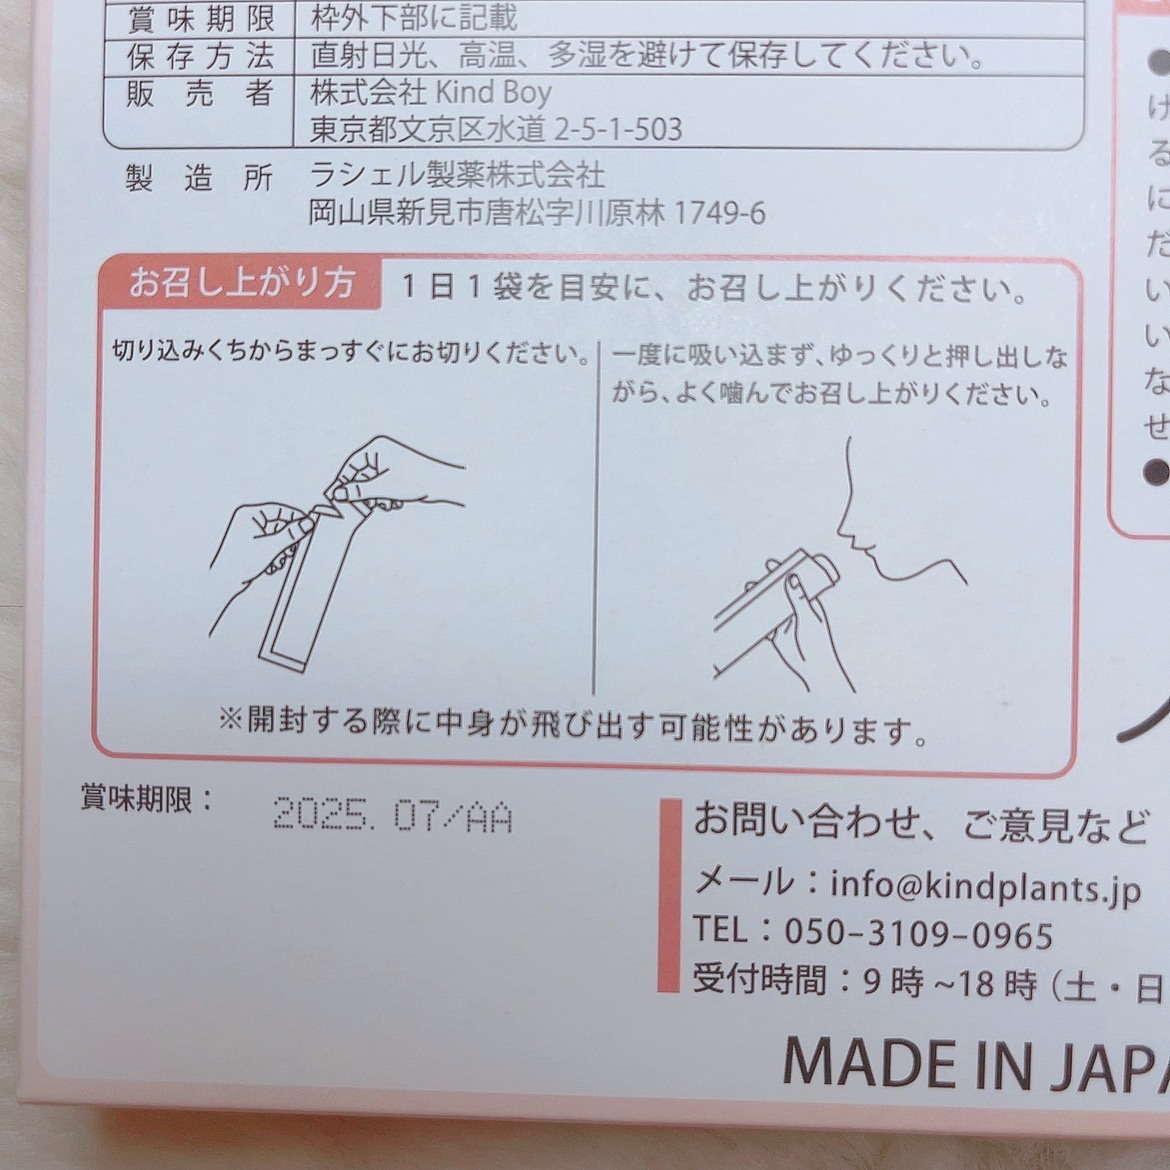 賞味期限 枠外下部に記載
保存方法 直射日光、高温、多湿を避けて保存してください。
販売者 株式会社 Kind Boy
東京都文京区水道 2-5-1-503
製造所 ラシェル製薬株式会社
岡山県新見市唐松字川原林 1749-6
お召し上がり方 1日1袋を目安に、お召し上がりください。
切り込みくちからまっすぐにお切りください。
一度に吸い込まず、ゆっくりと押し出しな
がら、よく噛んでお召し上がりください。
※開封する際に中身が飛び出す可能性があります。
賞味期限： 2025.07/AA
お問い合わせ、ご意見など
メール：info@kindplants.jp
TEL：050-3109-0965
受付時間：9時~18時（土・日
MADE IN JAPA
●
け
る
に
だ
い
い
な
せ
●